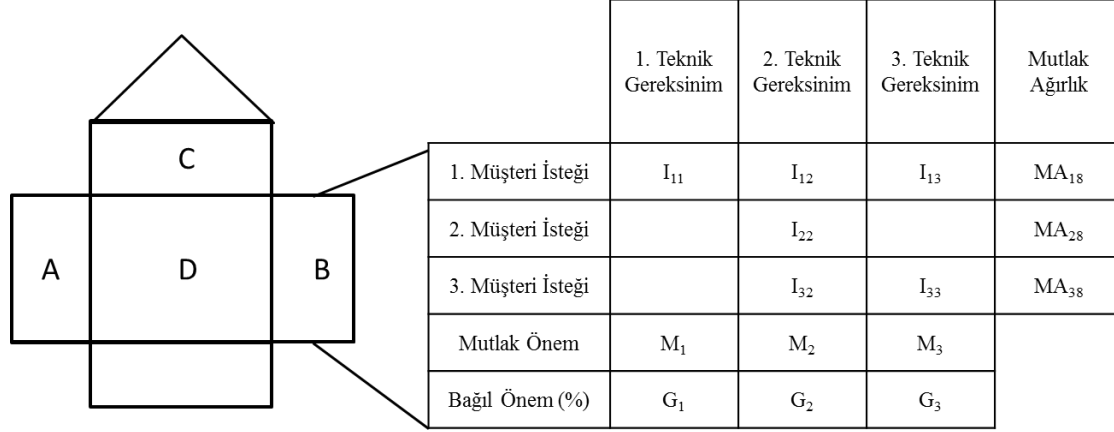 C
A
D
B
1. Teknik
Gereksinim
2. Teknik
Gereksinim
3. Teknik
Gereksinim
Mutlak
Ağırlık
1. Müşteri İsteği I₁₁ I₁₂ I₁₃ MA₁₈
2. Müşteri İsteği I₂₂ MA₂₈
3. Müşteri İsteği I₃₂ I₃₃ MA₃₈
Mutlak Önem M₁ M₂ M₃
Bağıl Önem (%) G₁ G₂ G₃